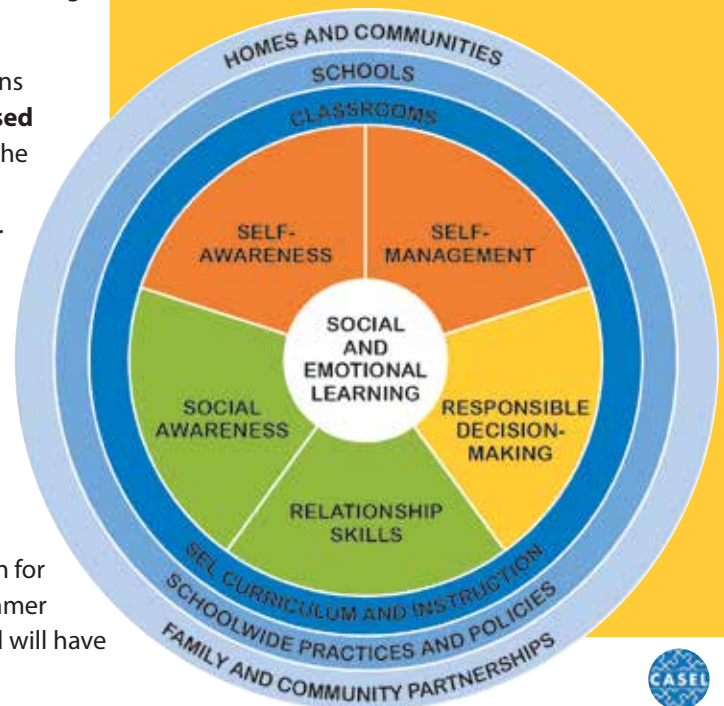 ns
sed
he
.
HOMES AND COMMUNITIES
SCHOOLS
CLASSROOMS
SELF-
AWARENESS
SELF-
MANAGEMENT
SOCIAL
AND
EMOTIONAL
LEARNING
SOCIAL
AWARENESS
RESPONSIBLE
DECISION-
MAKING
RELATIONSHIP
SKILLS
SEL CURRICULUM AND INSTRUCTION
SCHOOLWIDE PRACTICES AND POLICIES
FAMILY AND COMMUNITY PARTNERSHIPS
n for
nmer
l will have
CASEL